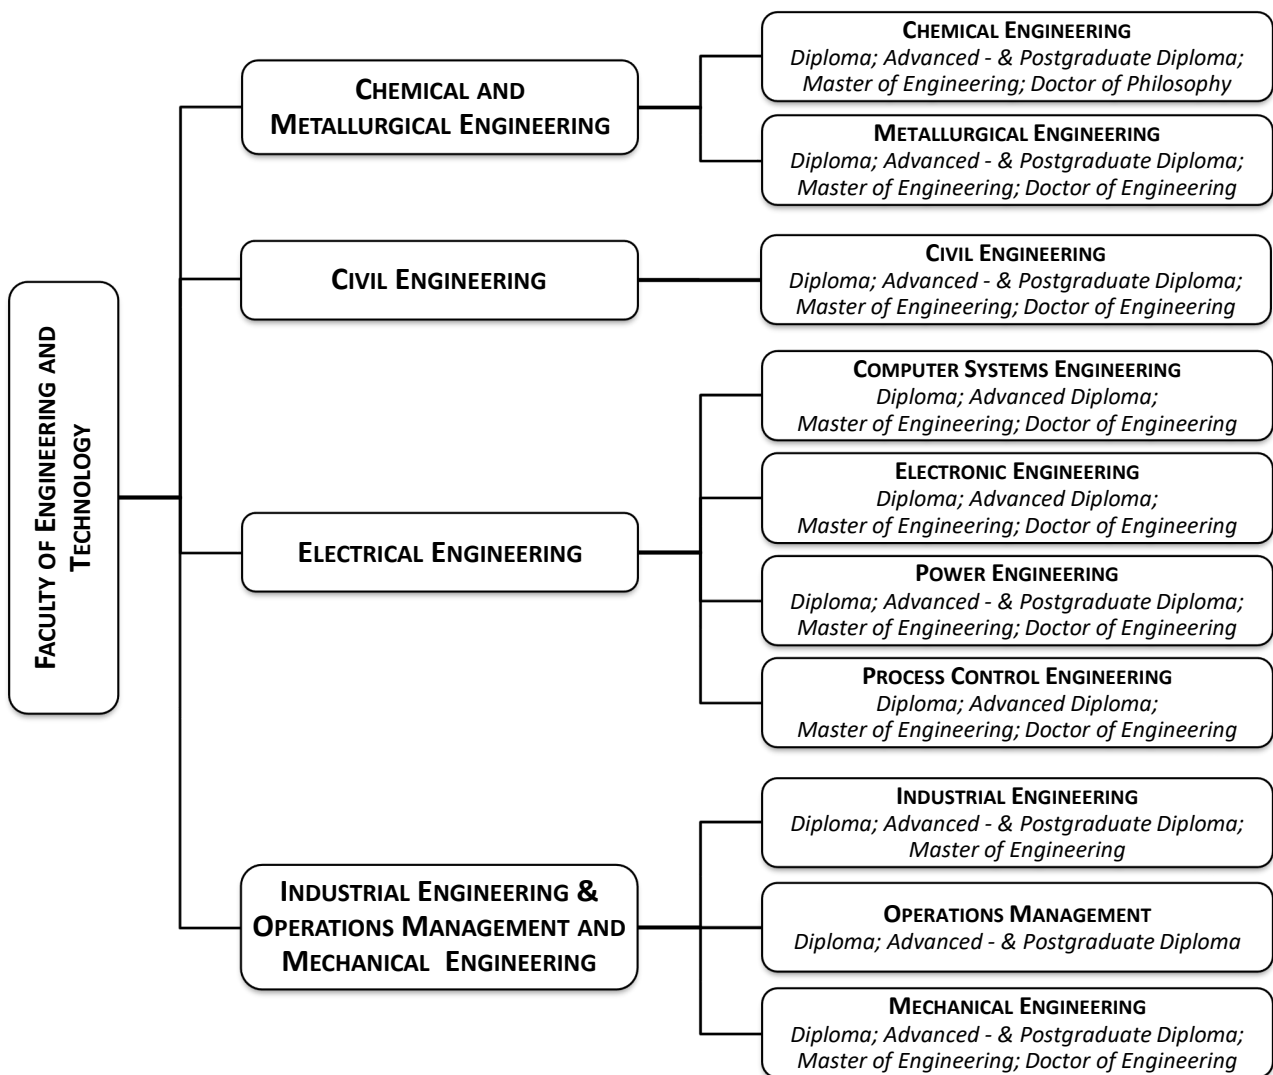 FACULTY OF ENGINEERING AND
TECHNOLOGY
CHEMICAL AND
METALLURGICAL ENGINEERING
CHEMICAL ENGINEERING
Diploma; Advanced - & Postgraduate Diploma;
Master of Engineering; Doctor of Philosophy
METALLURGICAL ENGINEERING
Diploma; Advanced - & Postgraduate Diploma;
Master of Engineering; Doctor of Engineering
CIVIL ENGINEERING
CIVIL ENGINEERING
Diploma; Advanced - & Postgraduate Diploma;
Master of Engineering; Doctor of Engineering
ELECTRICAL ENGINEERING
COMPUTER SYSTEMS ENGINEERING
Diploma; Advanced Diploma;
Master of Engineering; Doctor of Engineering
ELECTRONIC ENGINEERING
Diploma; Advanced Diploma;
Master of Engineering; Doctor of Engineering
POWER ENGINEERING
Diploma; Advanced - & Postgraduate Diploma;
Master of Engineering; Doctor of Engineering
PROCESS CONTROL ENGINEERING
Diploma; Advanced Diploma;
Master of Engineering; Doctor of Engineering
INDUSTRIAL ENGINEERING &
OPERATIONS MANAGEMENT AND
MECHANICAL ENGINEERING
INDUSTRIAL ENGINEERING
Diploma; Advanced - & Postgraduate Diploma;
Master of Engineering
OPERATIONS MANAGEMENT
Diploma; Advanced - & Postgraduate Diploma
MECHANICAL ENGINEERING
Diploma; Advanced - & Postgraduate Diploma;
Master of Engineering; Doctor of Engineering